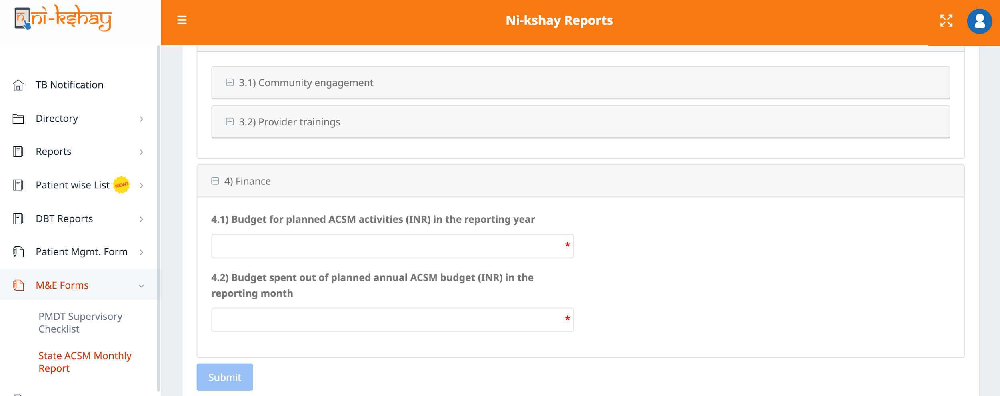 ni-kshay
Ni-kshay Reports
TB Notification
Directory
Reports
Patient wise List NEW!
DBT Reports
Patient Mgmt. Form
M&E Forms
PMDT Supervisory
Checklist
State ACSM Monthly
Report
3.1) Community engagement
3.2) Provider trainings
4) Finance
4.1) Budget for planned ACSM activities (INR) in the reporting year
*
4.2) Budget spent out of planned annual ACSM budget (INR) in the
reporting month
*
Submit